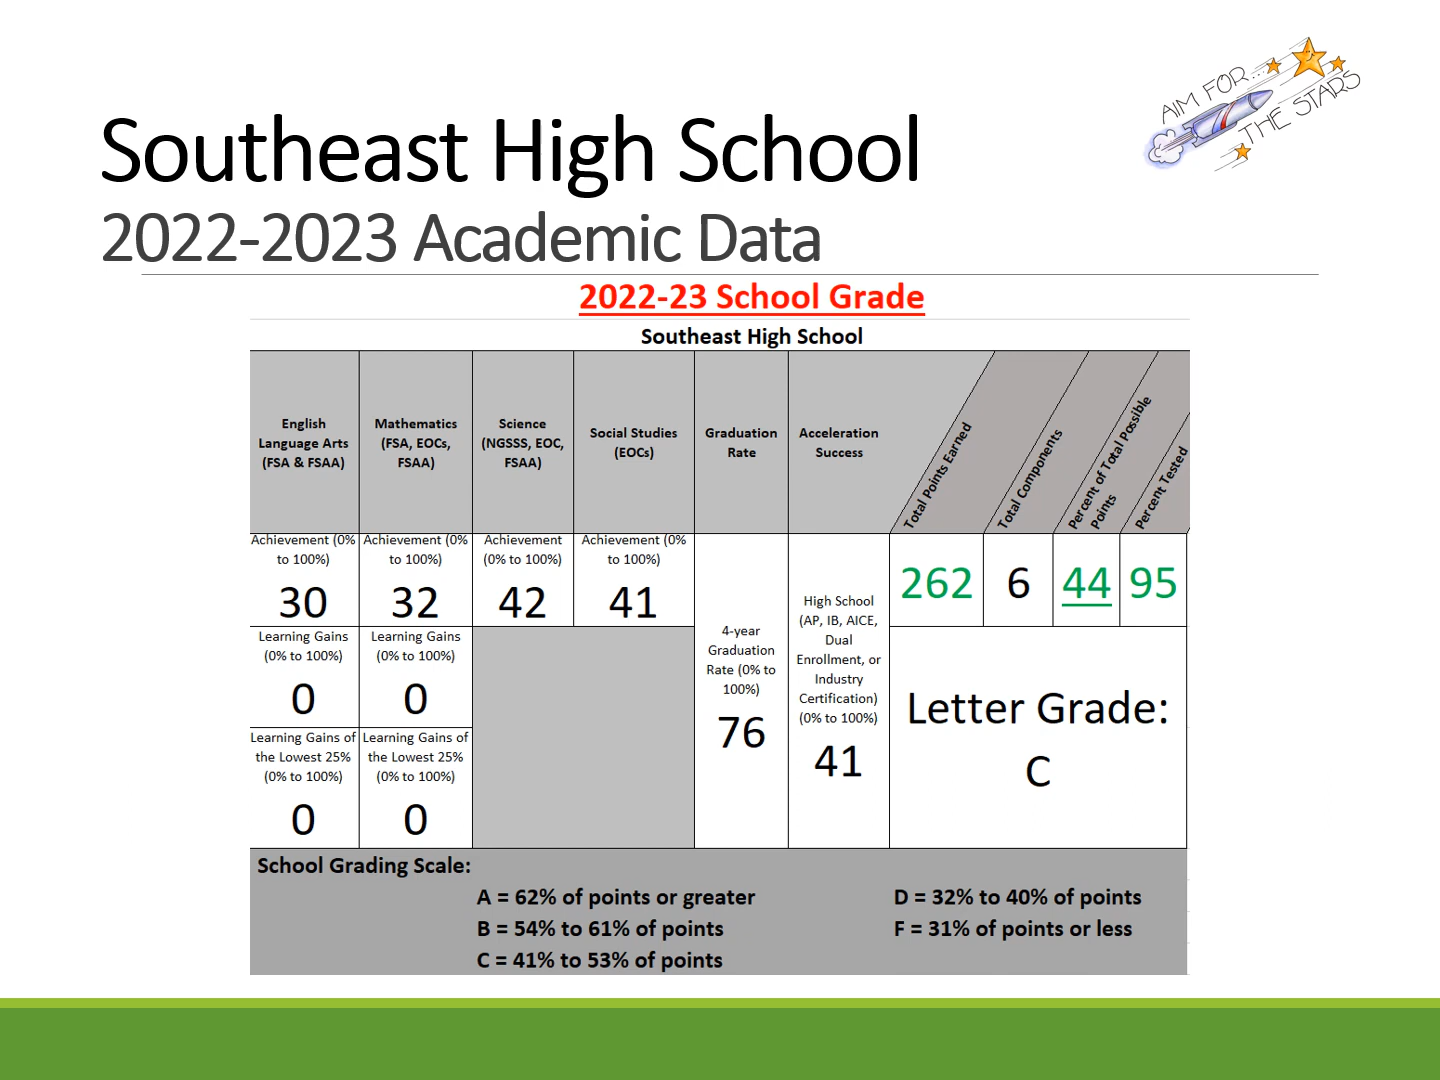 AIM FOR...
THE STARS
Southeast High School
2022-2023 Academic Data
2022-23 School Grade
Southeast High School
English
Language Arts
(FSA & FSAA)
Mathematics
(FSA, EOCs,
FSAA)
Science
(NGSSS, EOC,
FSAA)
Social Studies
(EOCs)
Graduation
Rate
Acceleration
Success
Total Points Earned
Total Components
Percent of Total Possible
Points
Percent Tested
Achievement (0%
to 100%)
30
Achievement (0%
to 100%)
32
Achievement
(0% to 100%)
42
Achievement (0%
to 100%)
41
4-year
Graduation
Rate (0% to
100%)
76
High School
(AP, IB, AICE,
Dual
Enrollment, or
Industry
Certification)
(0% to 100%)
41
262
6
44
95
Learning Gains
(0% to 100%)
0
Learning Gains
(0% to 100%)
0
Letter Grade:
C
Learning Gains of
the Lowest 25%
(0% to 100%)
0
Learning Gains of
the Lowest 25%
(0% to 100%)
0
School Grading Scale:
A = 62% of points or greater
B = 54% to 61% of points
C = 41% to 53% of points
D = 32% to 40% of points
F = 31% of points or less